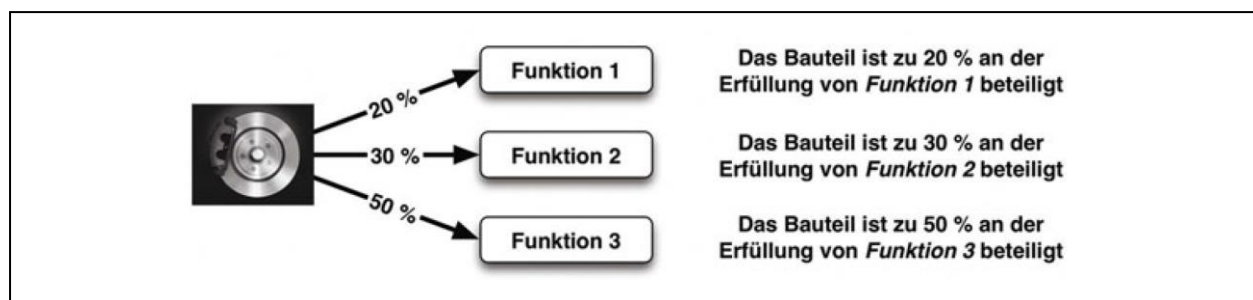 Funktion 1
Das Bauteil ist zu 20 % an der
Erfüllung von Funktion 1 beteiligt
20 %
Funktion 2
Das Bauteil ist zu 30 % an der
Erfüllung von Funktion 2 beteiligt
30 %
Funktion 3
Das Bauteil ist zu 50 % an der
Erfüllung von Funktion 3 beteiligt
50 %